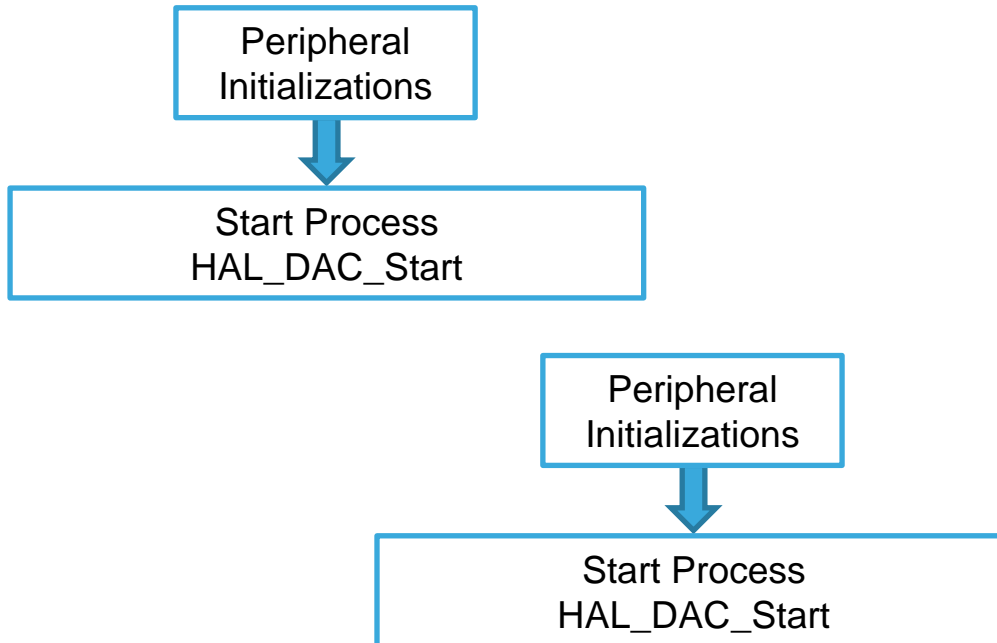 Peripheral
Initializations
Start Process
HAL_DAC_Start
Peripheral
Initializations
Start Process
HAL_DAC_Start